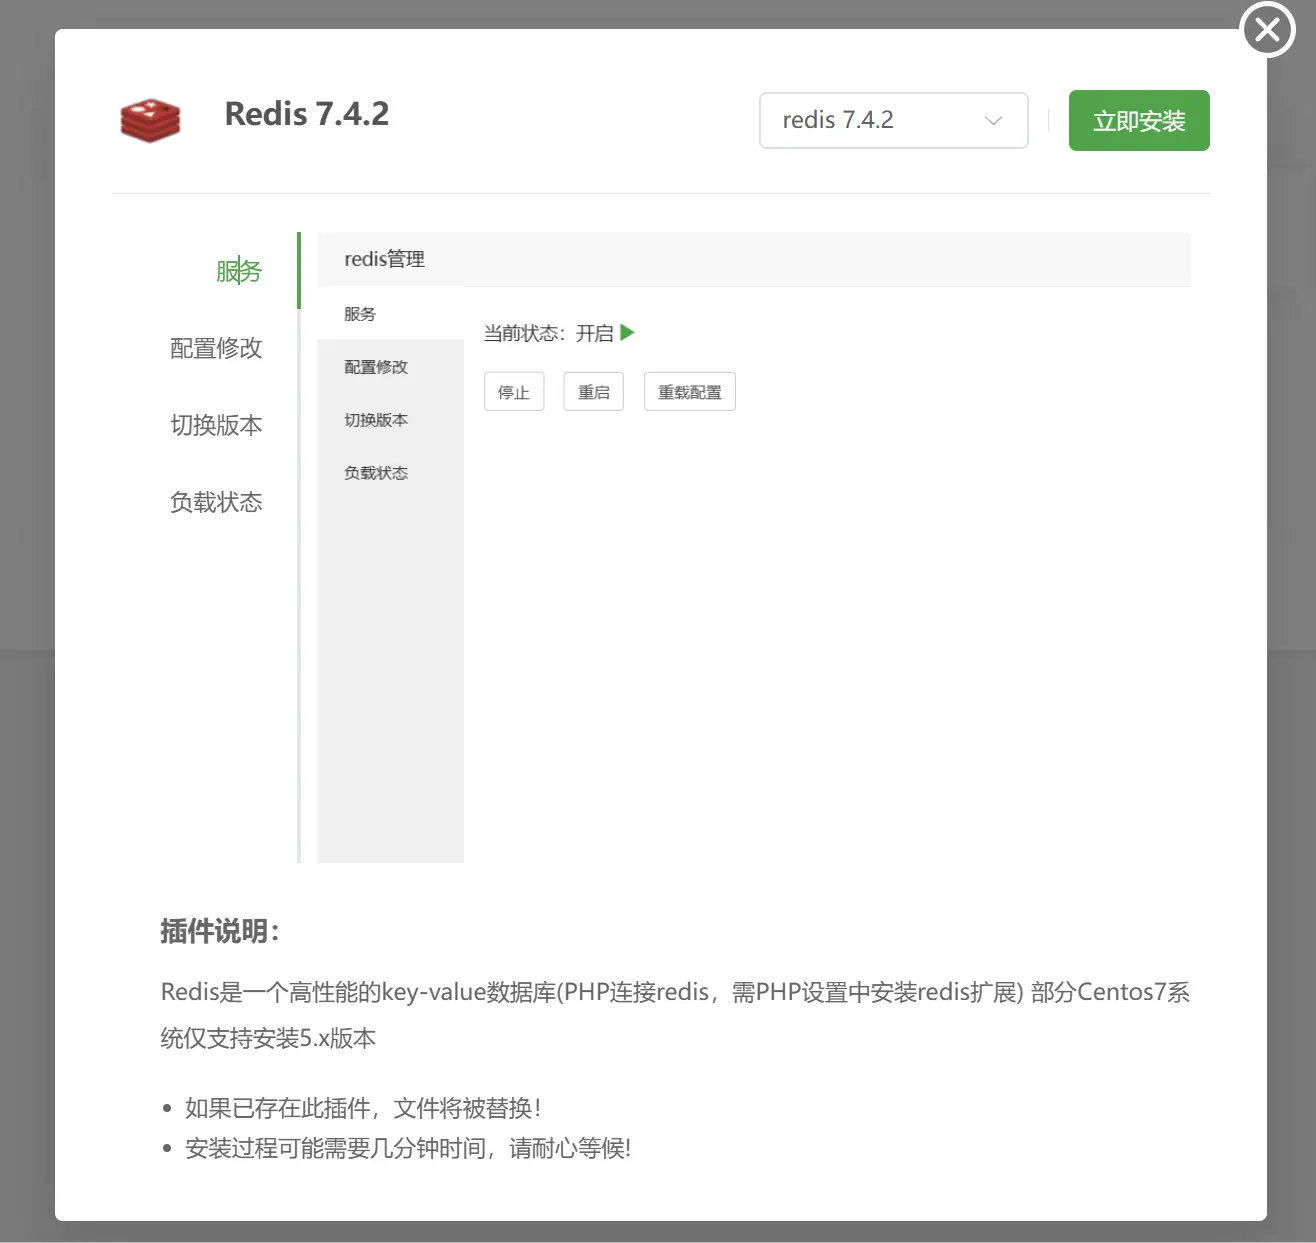 Redis 7.4.2
redis 7.4.2
立即安装
服务
配置修改
切换版本
负载状态
redis管理
服务
配置修改
切换版本
负载状态
当前状态：开启
停止
重启
重载配置
插件说明：
Redis是一个高性能的key-value数据库(PHP连接redis，需PHP设置中安装redis扩展) 部分Centos7系
统仅支持安装5.x版本
• 如果已存在此插件，文件将被替换！
• 安装过程可能需要几分钟时间，请耐心等候!